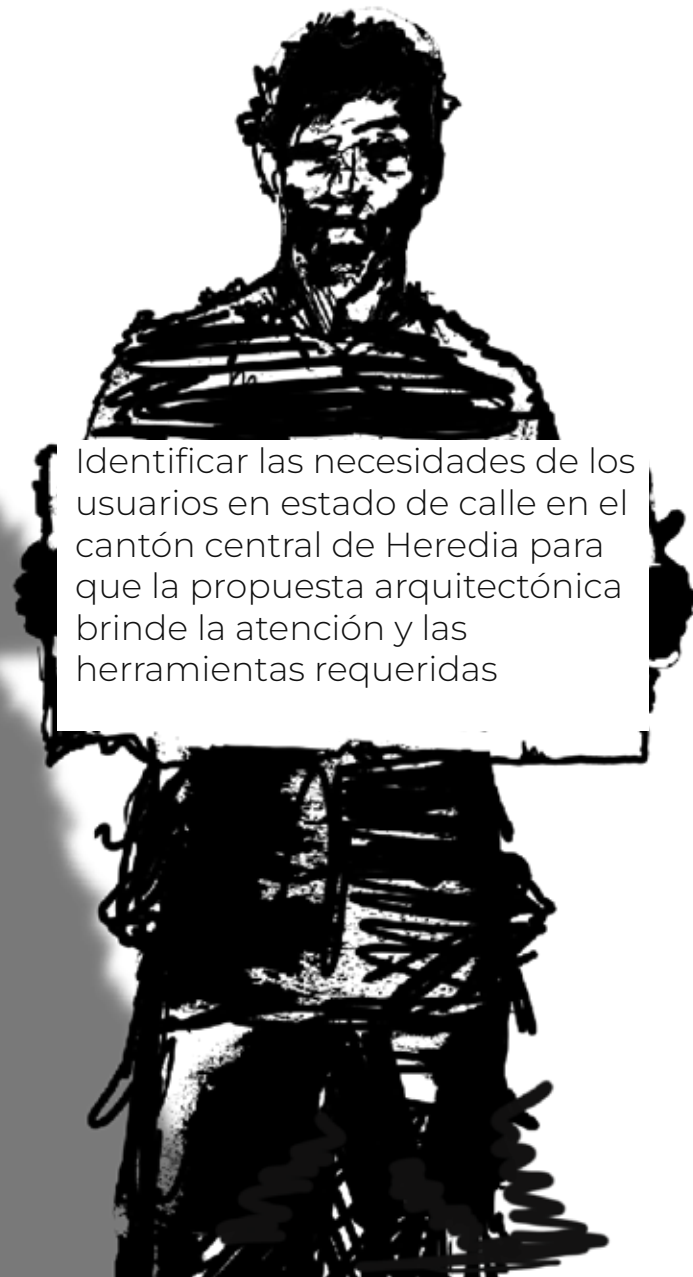 Identificar las necesidades de los
usuarios en estado de calle en el
cantón central de Heredia para
que la propuesta arquitectónica
brinde la atención y las
herramientas requeridas